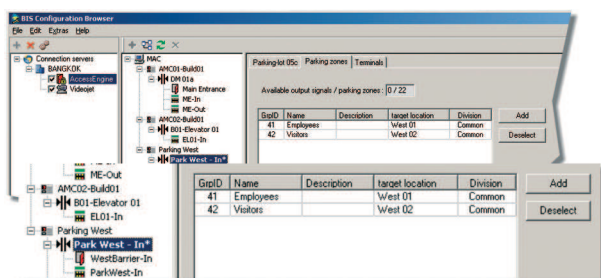 BIS Configuration Browser
File Edit Extras Help
Connection servers
BANGKOK
AccessEngine
Videojet
MAC
AMC01-Build01
DM 01a
Main Entrance
ME-In
ME-Out
AMC02-Build01
B01-Elevator 01
EL01-In
Parking West
Park West - In*
Parking-lot 05c Parking zones Terminals
Available output signals / parking zones : 0 / 22
GrpID Name Description target location Division
41 Employees West 01 Common
42 Visitors West 02 Common
Add
Deselect
ME-Out
AMC02-Build01
B01-Elevator 01
EL01-In
Parking West
Park West - In*
WestBarrier-In
ParkWest-In
GrpID Name Description target location Division
41 Employees West 01 Common
42 Visitors West 02 Common
Add
Deselect